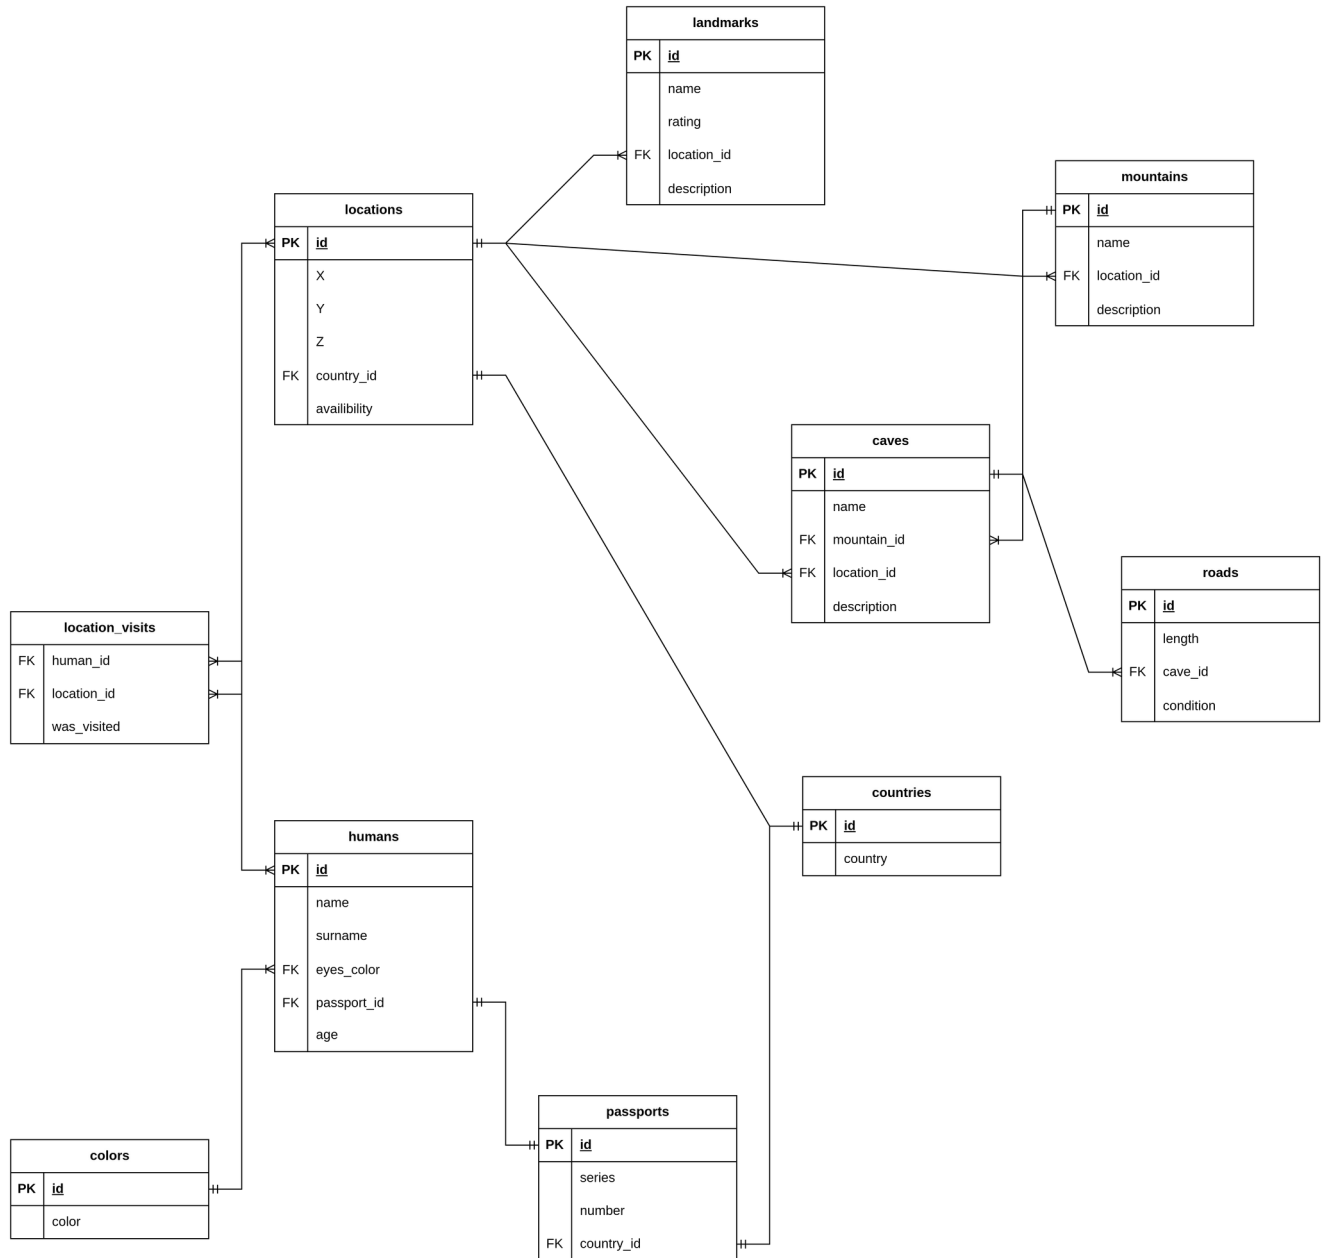 landmarks
PK id
name
rating
FK location_id
description
mountains
PK id
name
FK location_id
description
locations
PK id
X
Y
Z
FK country_id
availibility
caves
PK id
name
FK mountain_id
FK location_id
description
roads
PK id
length
FK cave_id
condition
location_visits
FK human_id
FK location_id
was_visited
countries
PK id
country
humans
PK id
name
surname
FK eyes_color
FK passport_id
age
passports
PK id
series
number
FK country_id
colors
PK id
color